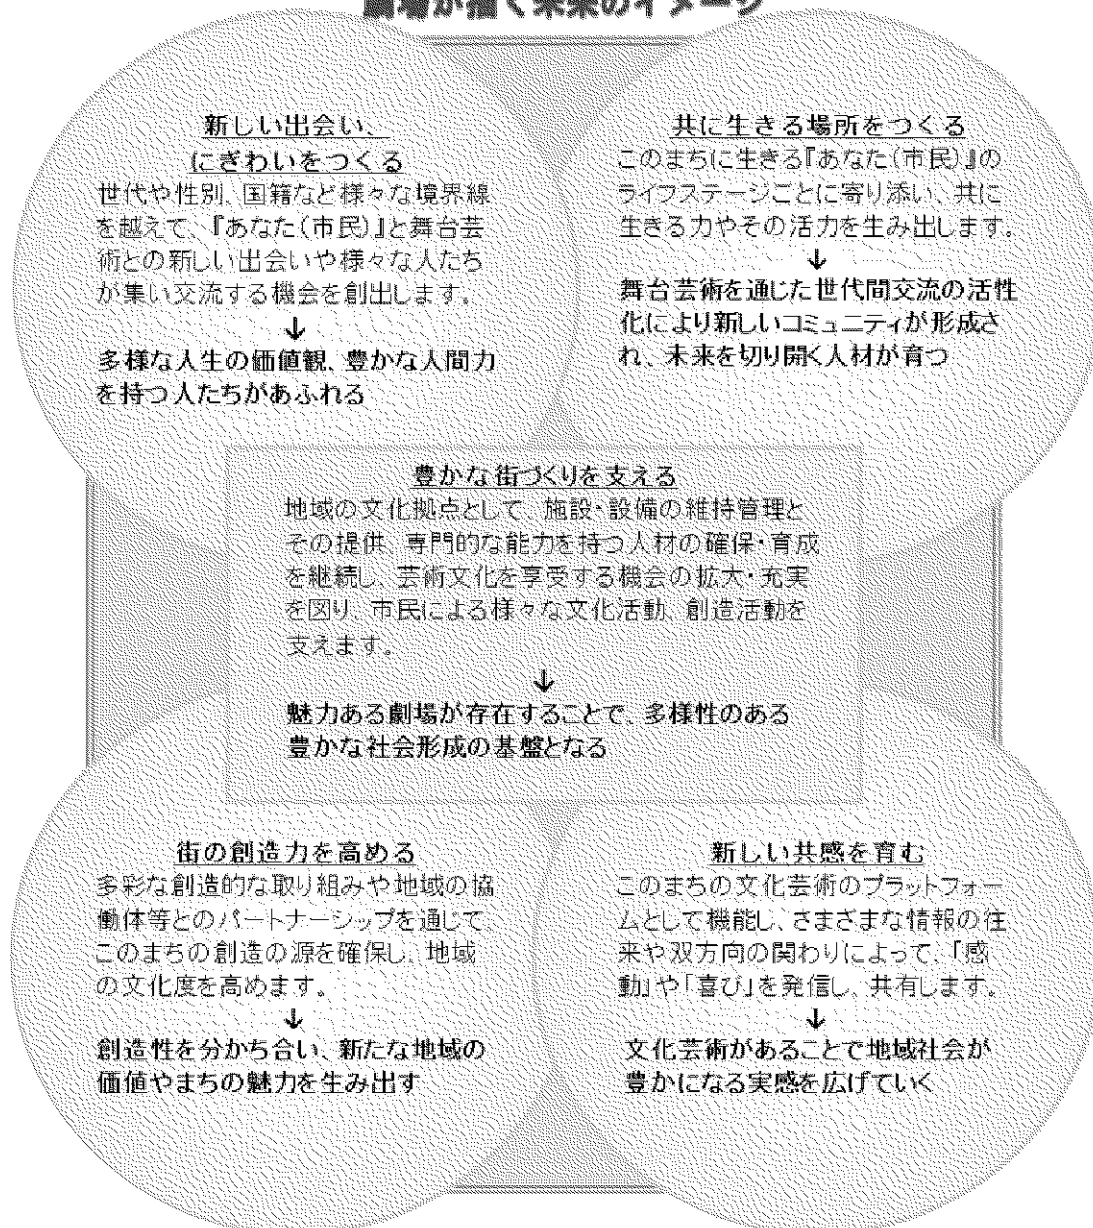 劇場が描く未来のイメージ
新しい出会い、
にぎわいをつくる
世代や性別、国籍など様々な境界線
を越えて、『あなた(市民)』と舞台芸
術との新しい出会いや様々な人たち
が集い交流する機会を創出します。
↓
多様な人生の価値観、豊かな人間力
を持つ人たちがあふれる
共に生きる場所をつくる
このまちに生きる『あなた(市民)』の
ライフステージごとに寄り添い、共に
生きる力やその活力を生み出します。
↓
舞台芸術を通じた世代間交流の活性
化により新しいコミュニティが形成さ
れ、未来を切り開く人材が育つ
豊かな街づくりを支える
地域の文化拠点として、施設・設備の維持管理と
その提供、専門的な能力を持つ人材の確保・育成
を継続し、芸術文化を享受する機会の拡大・充実
を図り、市民による様々な文化活動、創造活動を
支えます。
↓
魅力ある劇場が存在することで、多様性のある
豊かな社会形成の基盤となる
街の創造力を高める
多彩な創造的な取り組みや地域の協
働体等とのパートナーシップを通じて
このまちの創造の源を確保し、地域
の文化度を高めます。
↓
創造性を分かち合い、新たな地域の
価値やまちの魅力を生み出す
新しい共感を育む
このまちの文化芸術のプラットフォー
ムとして機能し、さまざまな情報の往
来や双方向の関わりによって、「感
動」や「喜び」を発信し、共有します。
↓
文化芸術があることで地域社会が
豊かになる実感を広げていく